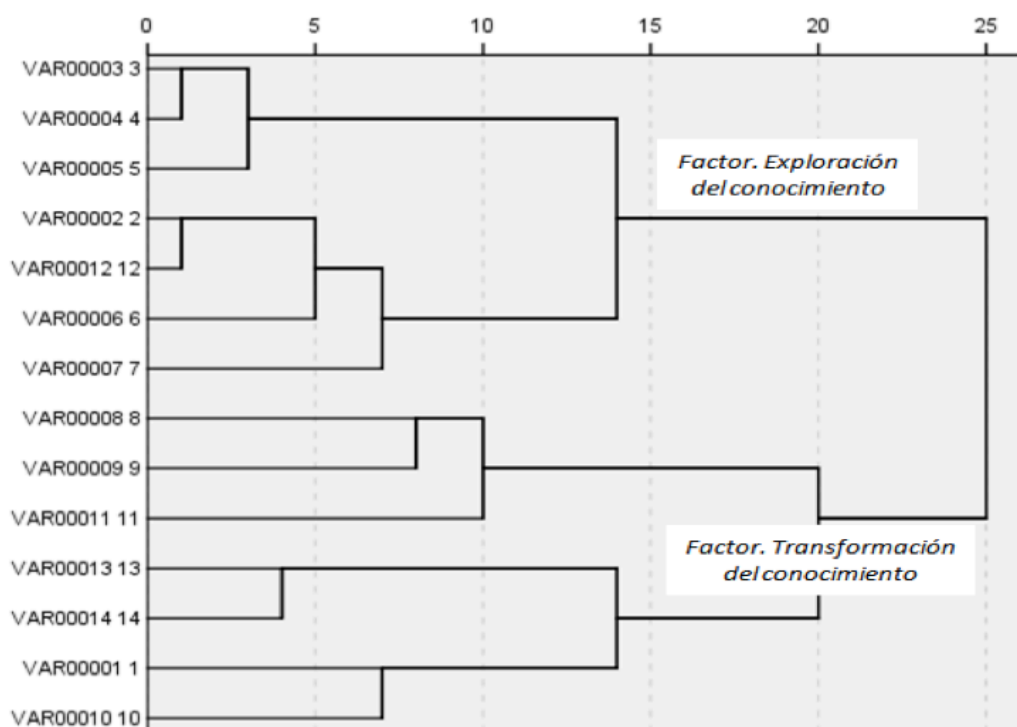 0 5 10 15 20 25
VAR00003 3
VAR00004 4
VAR00005 5
Factor. Exploración
del conocimiento
VAR00002 2
VAR00012 12
VAR00006 6
VAR00007 7
VAR00008 8
VAR00009 9
VAR00011 11
Factor. Transformación
del conocimiento
VAR00013 13
VAR00014 14
VAR00001 1
VAR00010 10